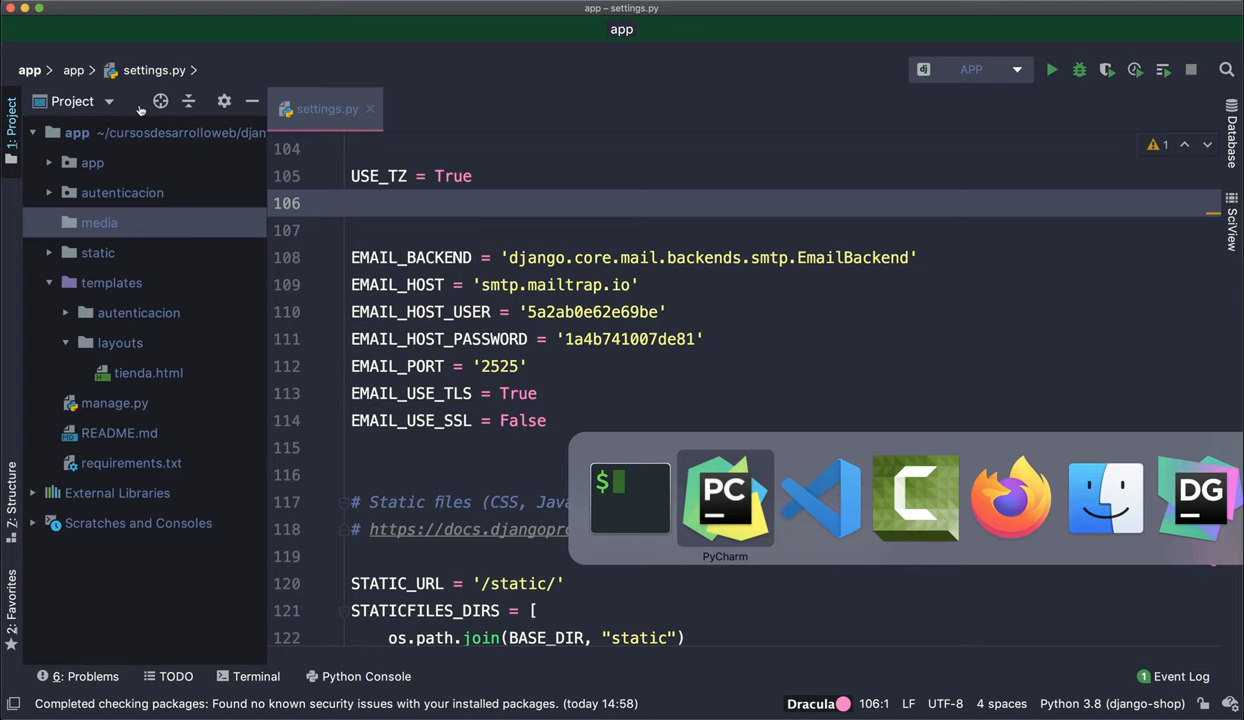 app – settings.py
app
app > app > settings.py >
APP
1: Project
Project
settings.py
app ~/cursosdesarrolloweb/djan
app
autenticacion
media
static
templates
autenticacion
layouts
tienda.html
manage.py
README.md
requirements.txt
External Libraries
Scratches and Consoles
104
105 USE_TZ = True
106
107
108 EMAIL_BACKEND = 'django.core.mail.backends.smtp.EmailBackend'
109 EMAIL_HOST = 'smtp.mailtrap.io'
110 EMAIL_HOST_USER = '5a2ab0e62e69be'
111 EMAIL_HOST_PASSWORD = '1a4b741007de81'
112 EMAIL_PORT = '2525'
113 EMAIL_USE_TLS = True
114 EMAIL_USE_SSL = False
115
116
117 # Static files (CSS, Java
118 # https://docs.djangopro
119
120 STATIC_URL = '/static/'
121 STATICFILES_DIRS = [
122 os.path.join(BASE_DIR, "static")
1
Database
SciView
$
PC
C
DG
PyCharm
7: Structure
2: Favorites
6: Problems
TODO
Terminal
Python Console
1 Event Log
Completed checking packages: Found no known security issues with your installed packages. (today 14:58)
Dracula
106:1
LF
UTF-8
4 spaces
Python 3.8 (django-shop)